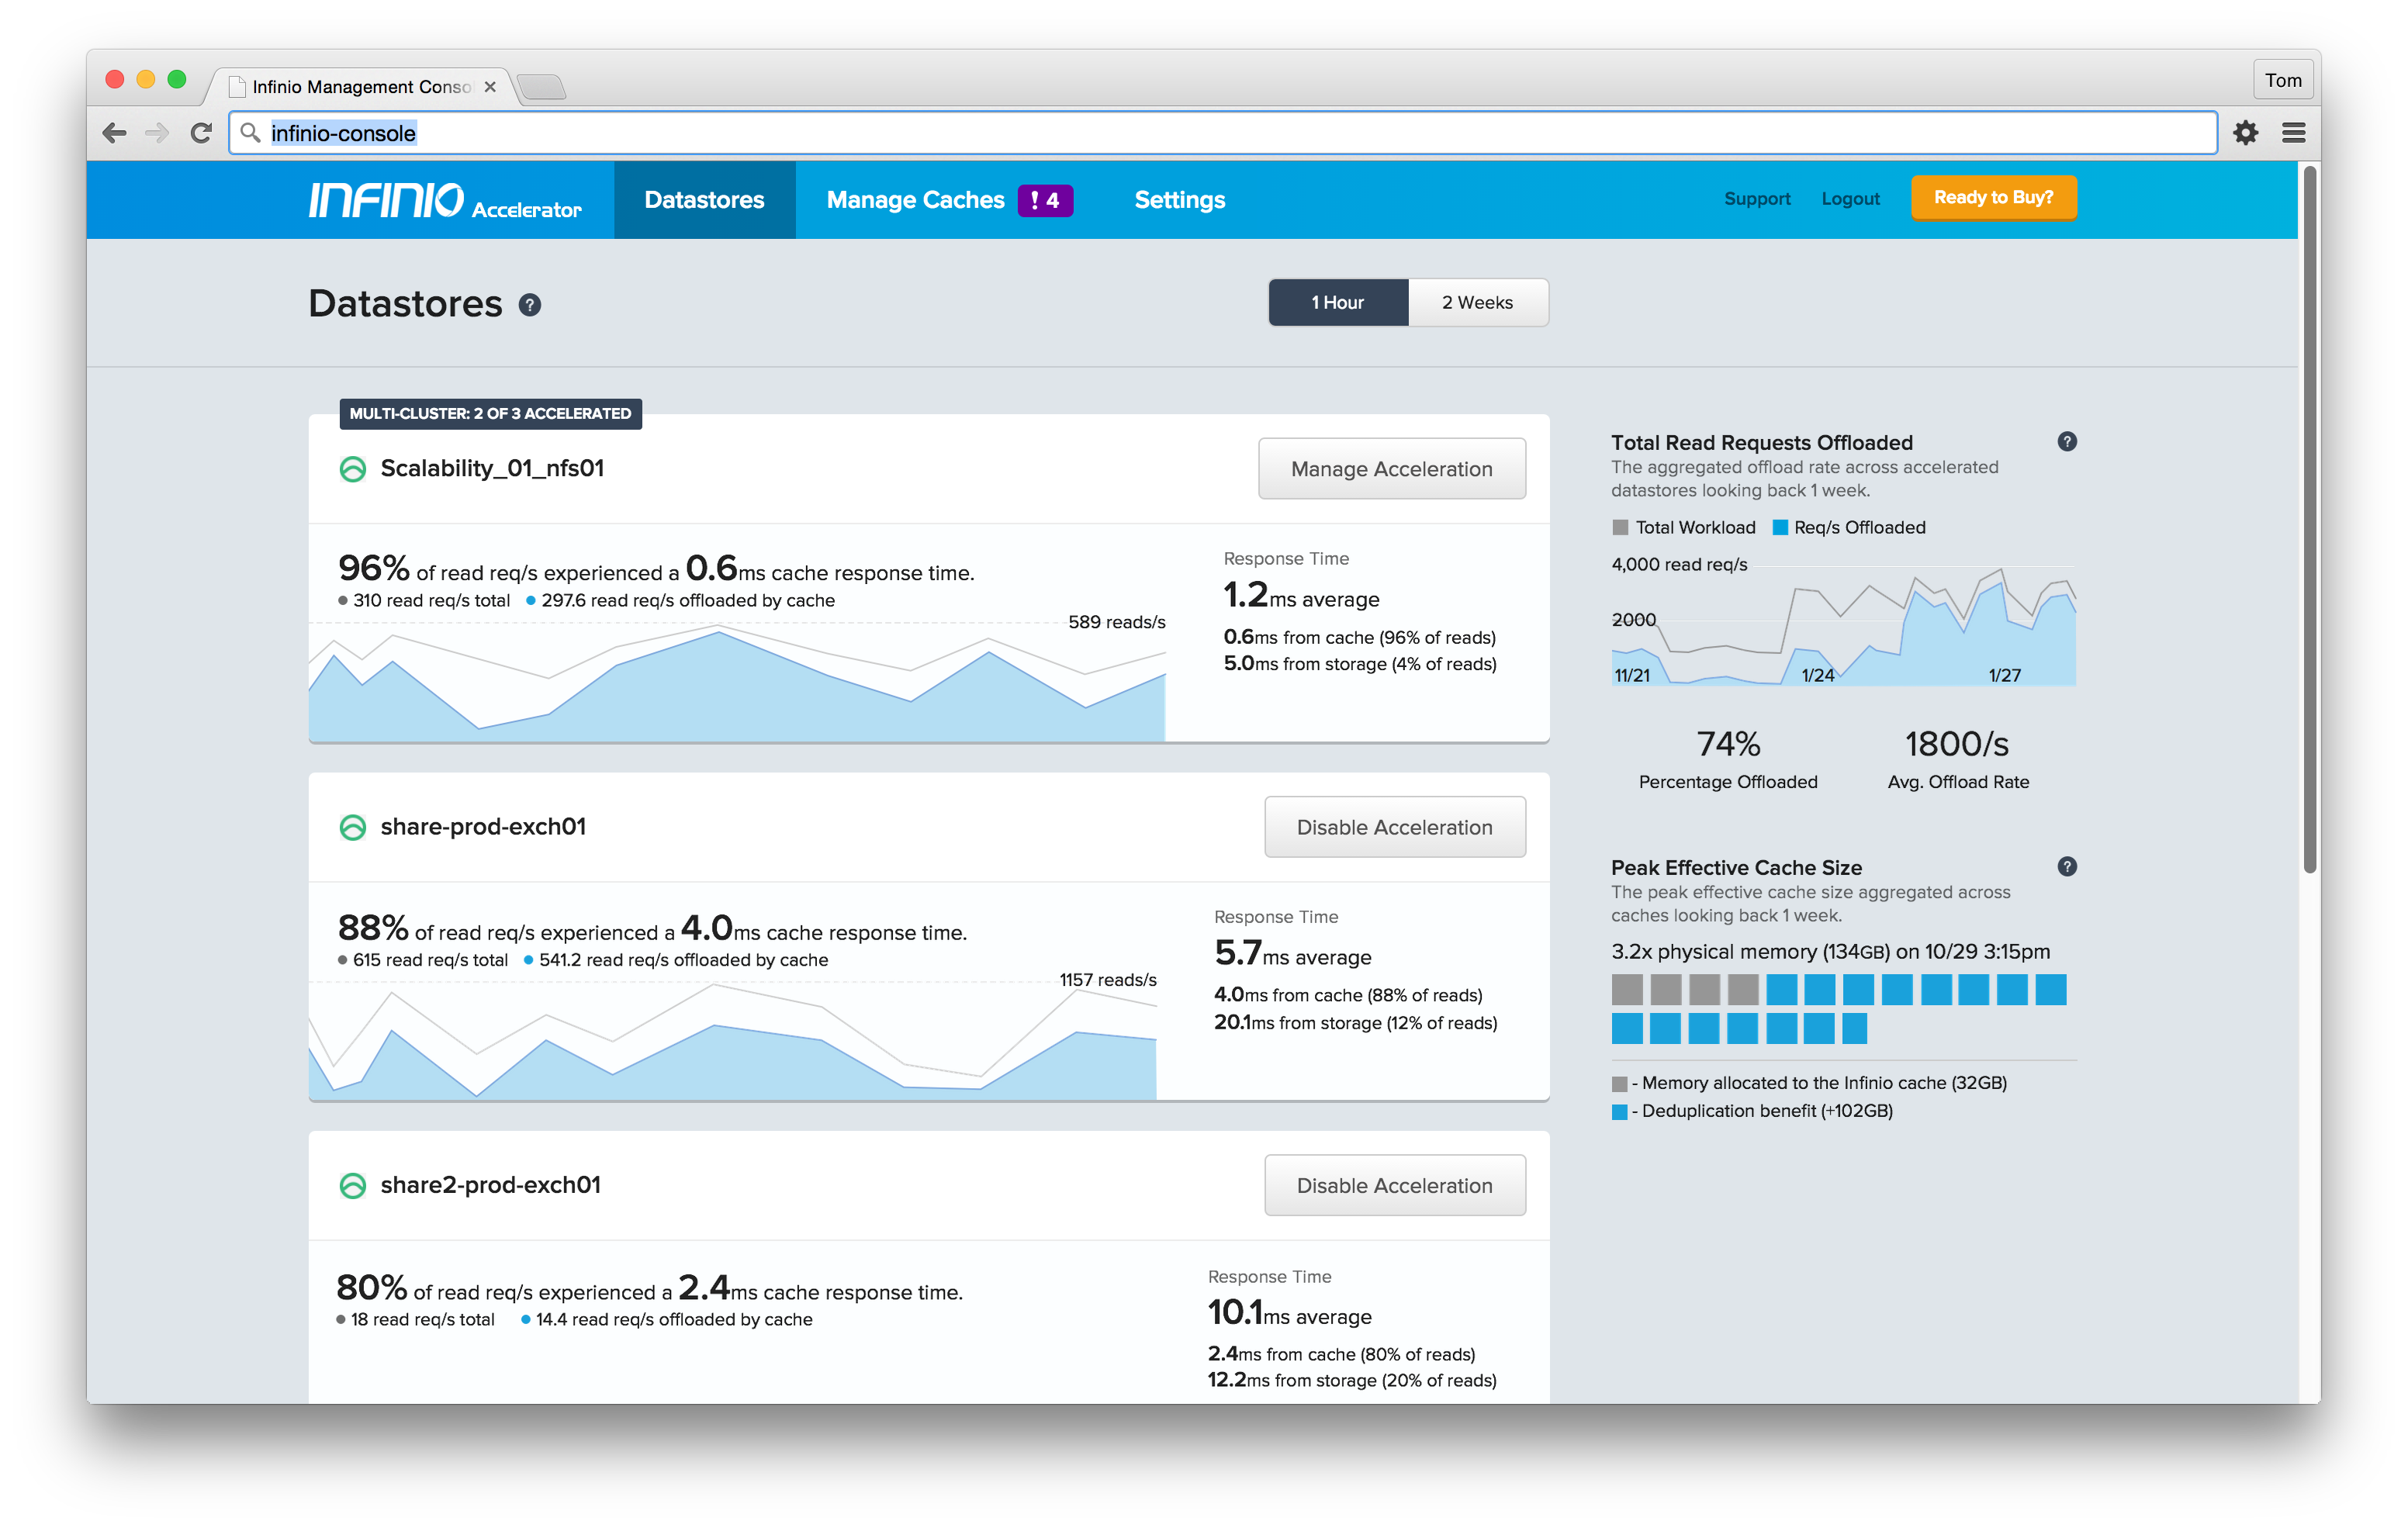 Infinio Management Conso
Tom
infinio-console
INFINIO Accelerator
Datastores
Manage Caches
! 4
Settings
Support
Logout
Ready to Buy?
Datastores ?
1 Hour
2 Weeks
MULTI-CLUSTER: 2 OF 3 ACCELERATED
Scalability_01_nfs01
Manage Acceleration
96% of read req/s experienced a 0.6ms cache response time.
310 read req/s total
297.6 read req/s offloaded by cache
589 reads/s
Response Time
1.2ms average
0.6ms from cache (96% of reads)
5.0ms from storage (4% of reads)
share-prod-exch01
Disable Acceleration
88% of read req/s experienced a 4.0ms cache response time.
615 read req/s total
541.2 read req/s offloaded by cache
1157 reads/s
Response Time
5.7ms average
4.0ms from cache (88% of reads)
20.1ms from storage (12% of reads)
share2-prod-exch01
Disable Acceleration
80% of read req/s experienced a 2.4ms cache response time.
18 read req/s total
14.4 read req/s offloaded by cache
Response Time
10.1ms average
2.4ms from cache (80% of reads)
12.2ms from storage (20% of reads)
Total Read Requests Offloaded ?
The aggregated offload rate across accelerated
datastores looking back 1 week.
Total Workload
Req/s Offloaded
4,000 read req/s
2000
11/21
1/24
1/27
74%
Percentage Offloaded
1800/s
Avg. Offload Rate
Peak Effective Cache Size ?
The peak effective cache size aggregated across
caches looking back 1 week.
3.2x physical memory (134GB) on 10/29 3:15pm
- Memory allocated to the Infinio cache (32GB)
- Deduplication benefit (+102GB)